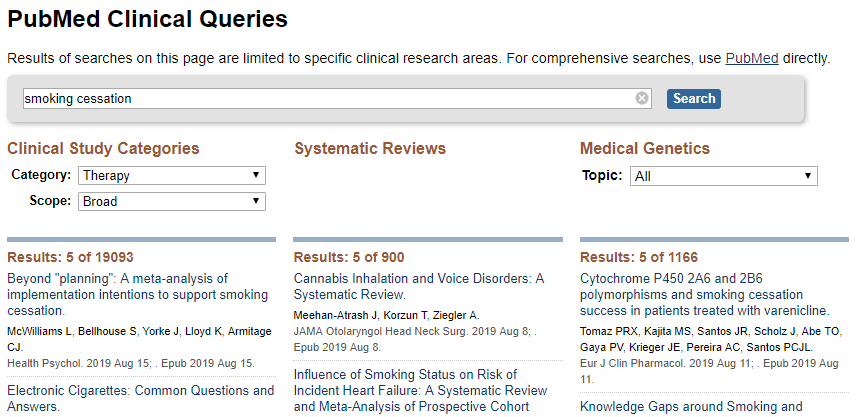 PubMed Clinical Queries
Results of searches on this page are limited to specific clinical research areas. For comprehensive searches, use PubMed directly.
smoking cessation
Search
Clinical Study Categories
Category: Therapy
Scope: Broad
Systematic Reviews
Medical Genetics
Topic: All
Results: 5 of 19093
Beyond "planning": A meta-analysis of
implementation intentions to support smoking
cessation.
McWilliams L, Bellhouse S, Yorke J, Lloyd K, Armitage
CJ.
Health Psychol. 2019 Aug 15; . Epub 2019 Aug 15.
Electronic Cigarettes: Common Questions and
Answers.
Results: 5 of 900
Cannabis Inhalation and Voice Disorders: A
Systematic Review.
Meehan-Atrash J, Korzun T, Ziegler A.
JAMA Otolaryngol Head Neck Surg. 2019 Aug 8; .
Epub 2019 Aug 8.
Influence of Smoking Status on Risk of
Incident Heart Failure: A Systematic Review
and Meta-Analysis of Prospective Cohort
Results: 5 of 1166
Cytochrome P450 2A6 and 2B6
polymorphisms and smoking cessation
success in patients treated with varenicline.
Tomaz PRX, Kajita MS, Santos JR, Scholz J, Abe TO,
Gaya PV, Krieger JE, Pereira AC, Santos PCJL.
Eur J Clin Pharmacol. 2019 Aug 11; . Epub 2019 Aug
11.
Knowledge Gaps around Smoking and